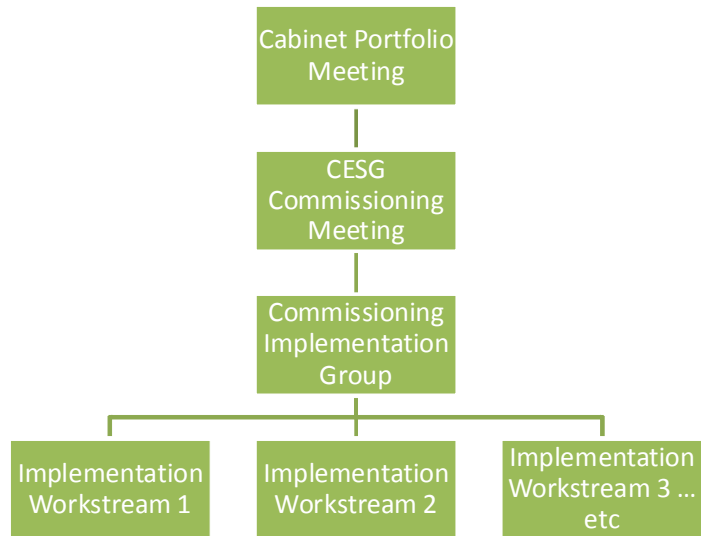 Cabinet Portfolio
Meeting
CESG
Commissioning
Meeting
Commissioning
Implementation
Group
Implementation
Workstream 1
Implementation
Workstream 2
Implementation
Workstream 3 ...
etc